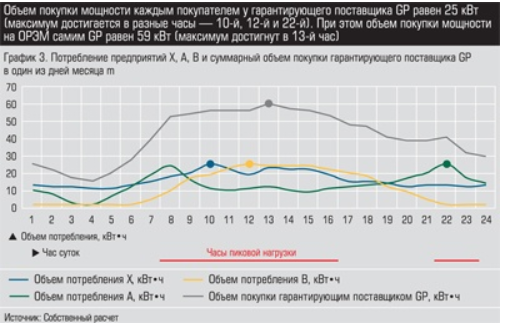 Объем покупки мощности каждым покупателем у гарантирующего поставщика GP равен 25 кВт
(максимум достигается в разные часы — 10-й, 12-й и 22-й). При этом объем покупки мощности
на ОРЭМ самим GP равен 59 кВт (максимум достигнут в 13-й час)
График 3. Потребление предприятий X, A, B и суммарный объем покупки гарантирующего поставщика GP
в один из дней месяца m
70
60
50
40
30
20
10
0
1 2 3 4 5 6 7 8 9 10 11 12 13 14 15 16 17 18 19 20 21 22 23 24
▲ Объем потребления, кВт•ч
▶ Час суток
Часы пиковой нагрузки
Объем потребления X, кВт•ч
Объем потребления B, кВт•ч
Объем потребления A, кВт•ч
Объем покупки гарантирующим поставщиком GP, кВт•ч
Источник: Собственный расчет